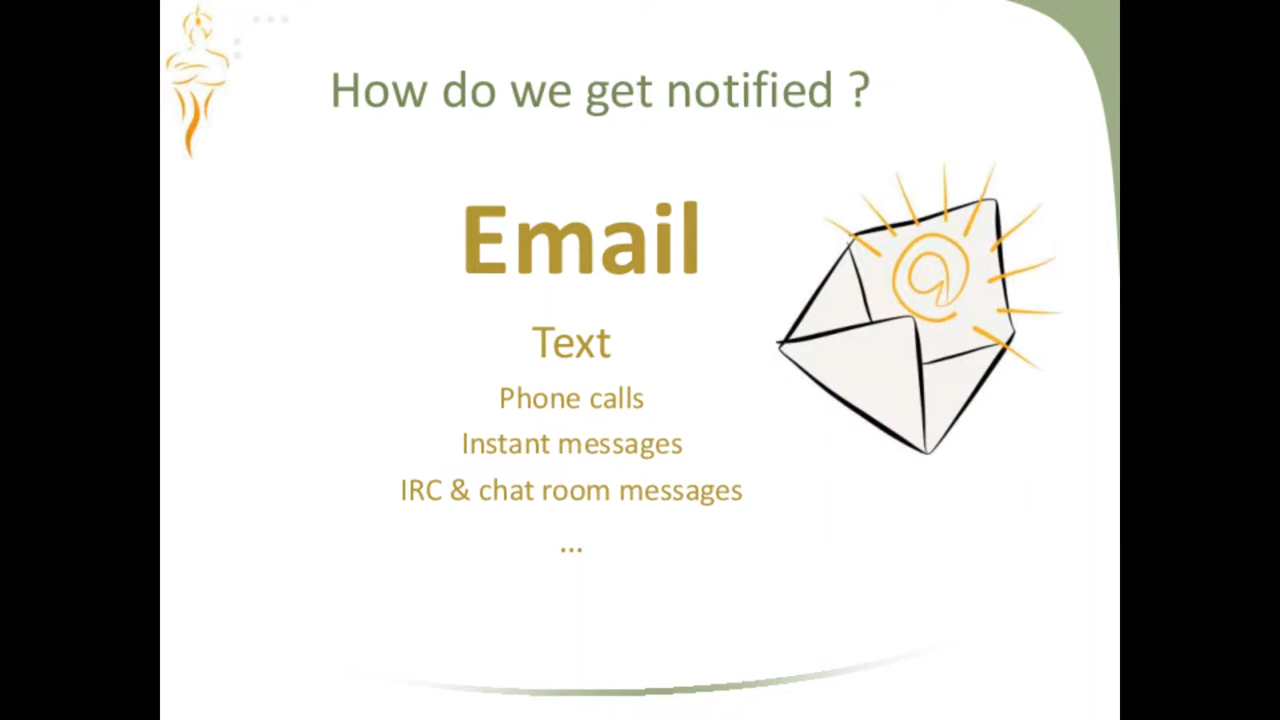 How do we get notified ?
Email
Text
Phone calls
Instant messages
IRC & chat room messages
...
@